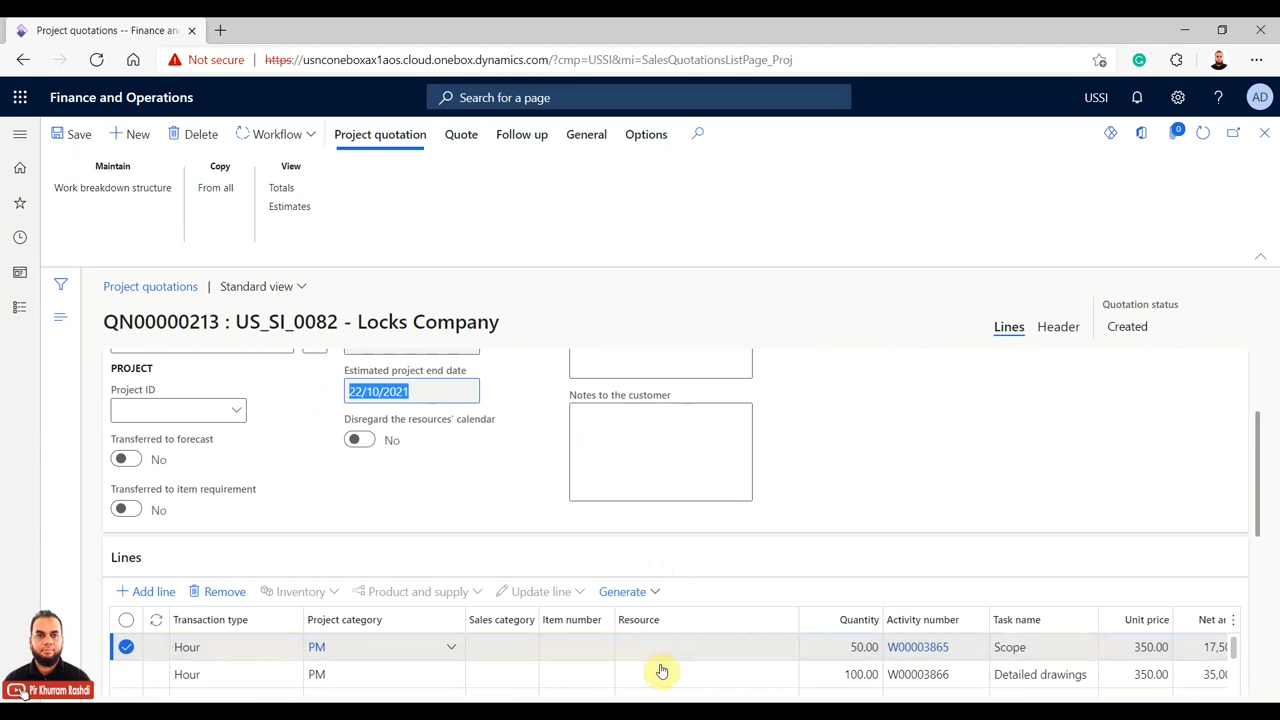 Project quotations -- Finance and
Not secure
https://usnconeboxax1aos.cloud.onebox.dynamics.com/?cmp=USSI&mi=SalesQuotationsListPage_Proj
Finance and Operations
Search for a page
USSI
?
AD
Save
New
Delete
Workflow
Project quotation
Quote
Follow up
General
Options
0
Maintain
Copy
View
Work breakdown structure
From all
Totals
Estimates
Project quotations | Standard view
QN00000213 : US_SI_0082 - Locks Company
Lines
Header
Quotation status
Created
PROJECT
Project ID
Transferred to forecast
No
Transferred to item requirement
No
Estimated project end date
22/10/2021
Disregard the resources' calendar
No
Notes to the customer
Lines
Add line
Remove
Inventory
Product and supply
Update line
Generate
Transaction type Project category Sales category Item number Resource Quantity Activity number Task name Unit price Net a
Hour PM 50.00 W00003865 Scope 350.00 17,50
Hour PM 100.00 W00003866 Detailed drawings 350.00 35,00
Pir Khurram Rashdi